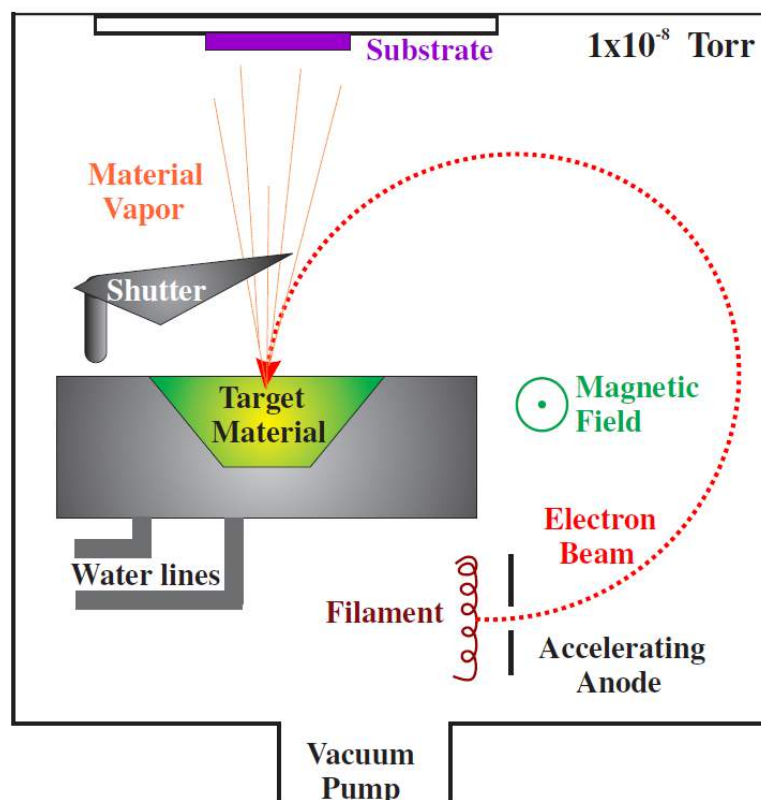 Substrate
1x10⁻⁸ Torr
Material
Vapor
Shutter
Target
Material
Magnetic
Field
Electron
Beam
Water lines
Filament
Accelerating
Anode
Vacuum
Pump